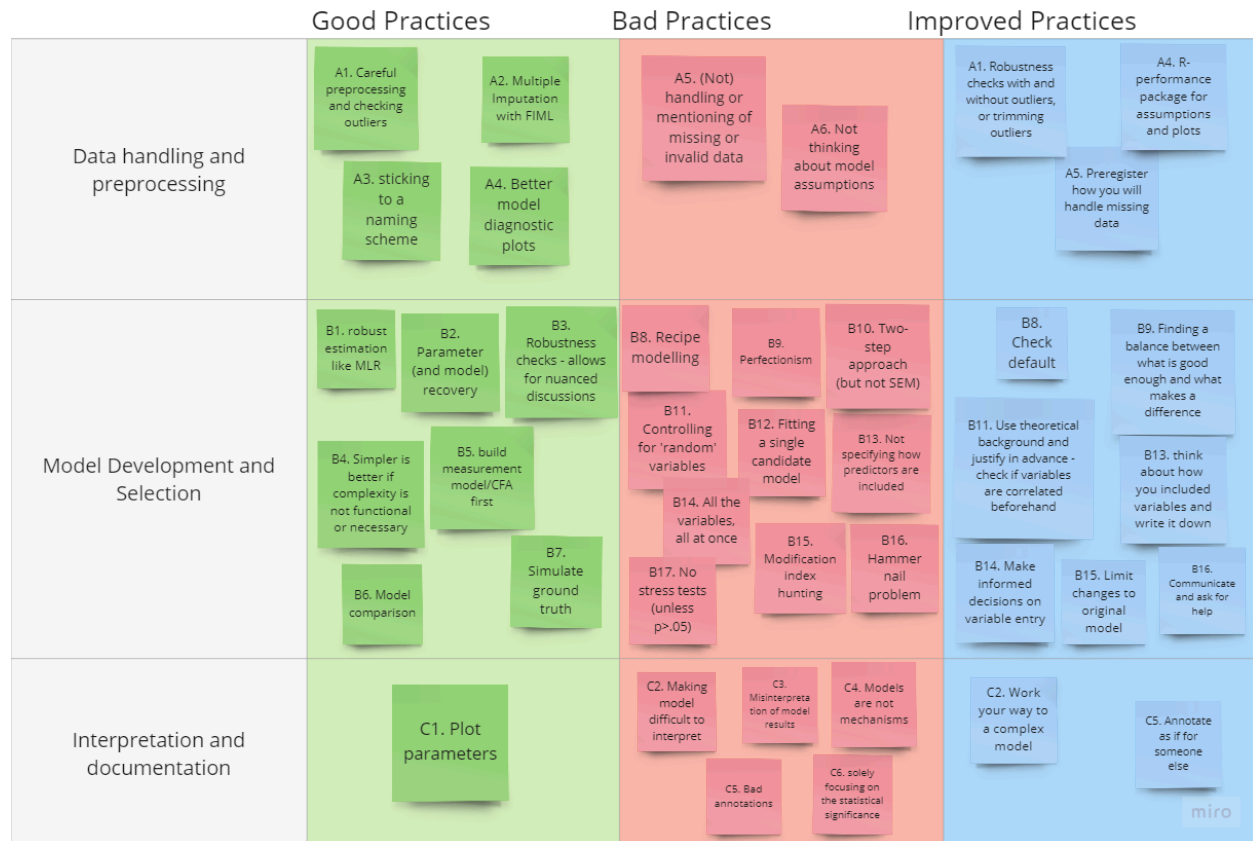 Good Practices
Bad Practices
Improved Practices
Data handling and
preprocessing
A1. Careful
preprocessing
and checking
outliers
A2. Multiple
Imputation
with FIML
A3. sticking
to a
naming
scheme
A4. Better
model
diagnostic
plots
A5. (Not)
handling or
mentioning of
missing or
invalid data
A6. Not
thinking
about model
assumptions
A1. Robustness
checks with and
without outliers,
or trimming
outliers
A4. R-
performance
package for
assumptions
and plots
A5. Preregister
how you will
handle missing
data
Model Development and
Selection
B1. robust
estimation
like MLR
B2.
Parameter
(and model)
recovery
B3.
Robustness
checks - allows
for nuanced
discussions
B4. Simpler is
better if
complexity is
not functional
or necessary
B5. build
measurement
model/CFA
first
B6. Model
comparison
B7.
Simulate
ground
truth
B8. Recipe
modelling
B9.
Perfectionism
B10. Two-
step
approach
(but not SEM)
B11.
Controlling
for 'random'
variables
B12. Fitting
a single
candidate
model
B13. Not
specifying how
predictors are
included
B14. All the
variables,
all at once
B15.
Modification
index
hunting
B16.
Hammer
nail
problem
B17. No
stress tests
(unless
p>.05)
B8.
Check
default
B9. Finding a
balance between
what is good
enough and what
makes a
difference
B11. Use theoretical
background and
justify in advance -
check if variables
are correlated
beforehand
B13. think
about how
you included
variables and
write it down
B14. Make
informed
decisions on
variable entry
B15. Limit
changes to
original
model
B16.
Communicate
and ask for
help
Interpretation and
documentation
C1. Plot
parameters
C2. Making
model
difficult to
interpret
C3.
Misinterpreta
tion of model
results
C4. Models
are not
mechanisms
C5. Bad
annotations
C6. solely
focusing on
the statistical
significance
C2. Work
your way to
a complex
model
C5. Annotate
as if for
someone
else
miro